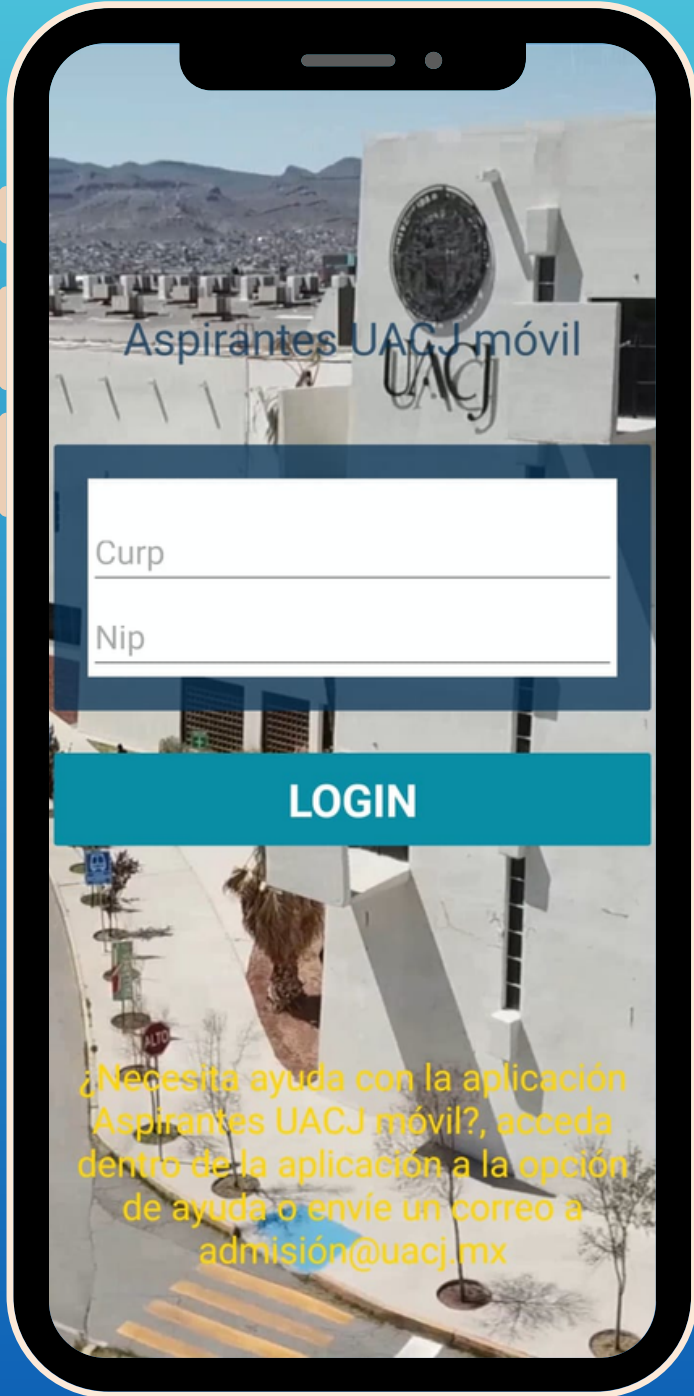 UACJ
Aspirantes UACJ móvil
Curp
Nip
LOGIN
ALTO
¿Necesita ayuda con la aplicación
Aspirantes UACJ móvil?, acceda
dentro de la aplicación a la opción
de ayuda o envíe un correo a
admisión@uacj.mx